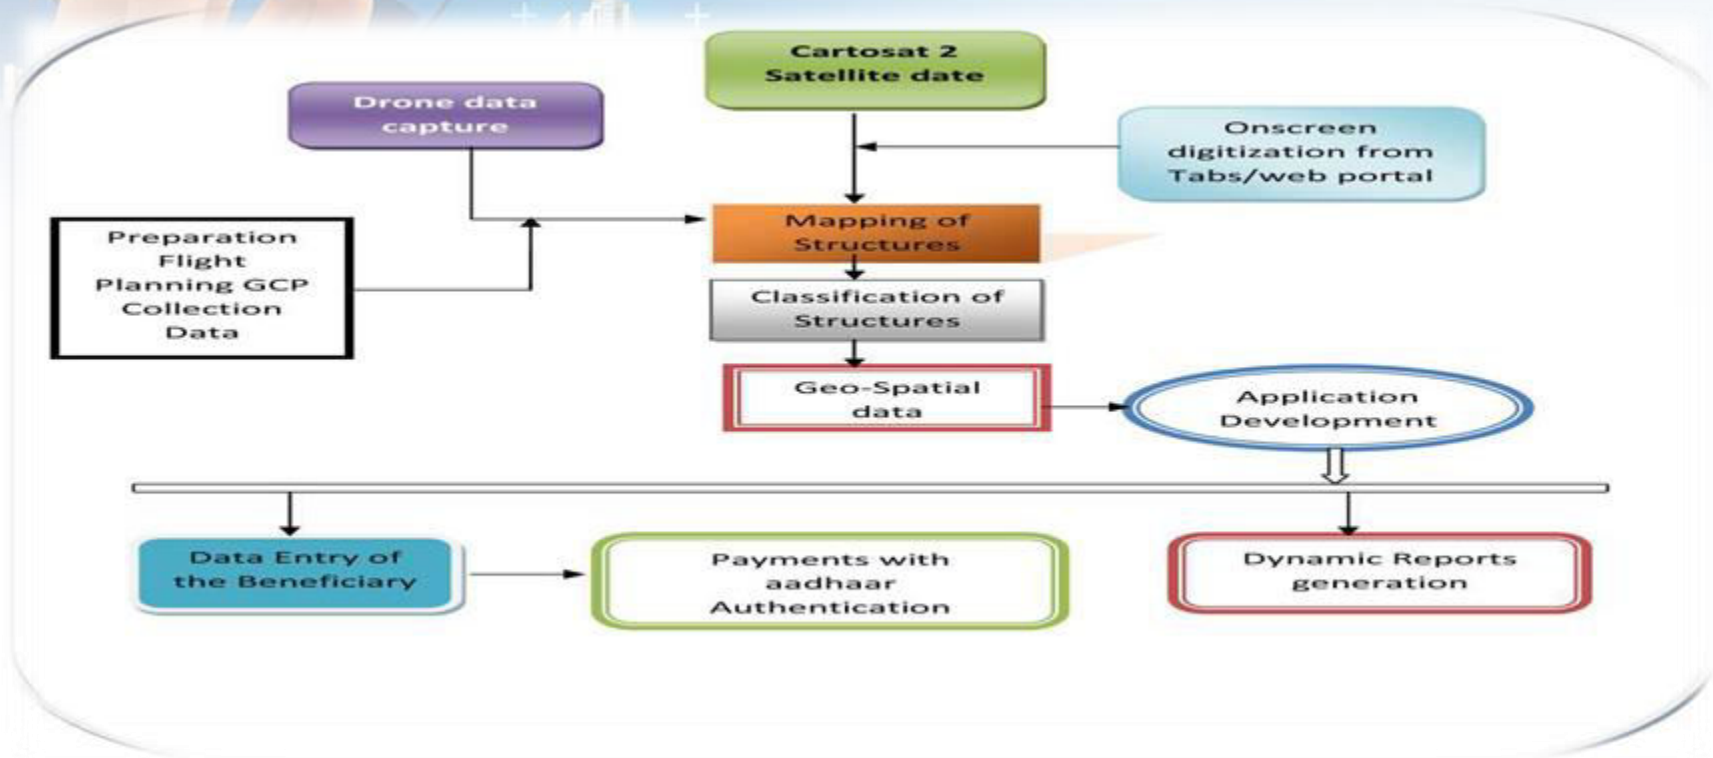 Cartosat 2
Satellite date
Drone data
capture
Onscreen
digitization from
Tabs/web portal
Preparation
Flight
Planning GCP
Collection
Data
Mapping of
Structures
Classification of
Structures
Geo-Spatial
data
Application
Development
Data Entry of
the Beneficiary
Payments with
aadhaar
Authentication
Dynamic Reports
generation